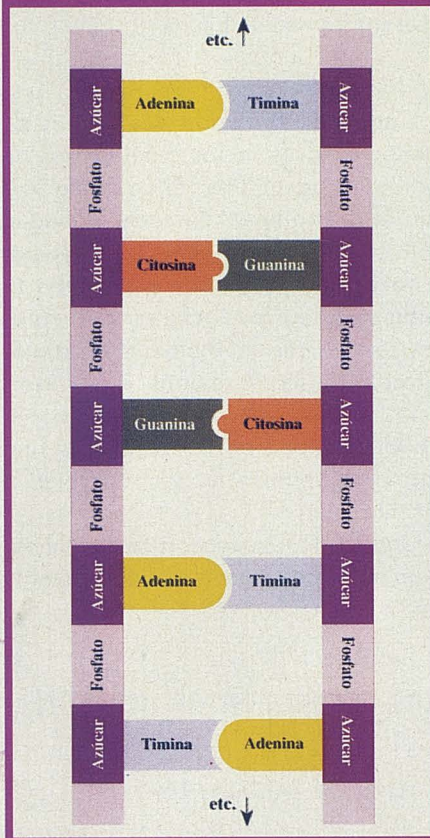 etc.
Azúcar Adenina Timina Azúcar
Fosfato Fosfato
Azúcar Citosina Guanina Azúcar
Fosfato Fosfato
Azúcar Guanina Citosina Azúcar
Fosfato Fosfato
Azúcar Adenina Timina Azúcar
Fosfato Fosfato
Azúcar Timina Adenina Azúcar
etc.